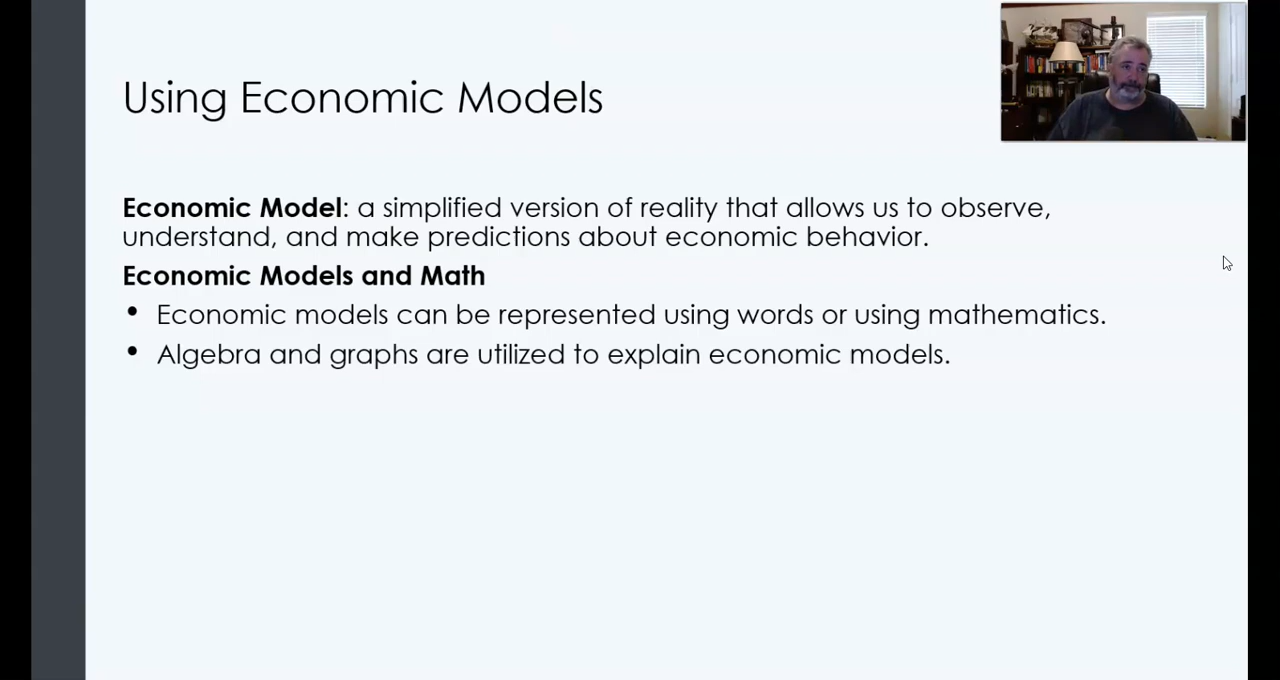 Using Economic Models
Economic Model: a simplified version of reality that allows us to observe,
understand, and make predictions about economic behavior.
Economic Models and Math
• Economic models can be represented using words or using mathematics.
• Algebra and graphs are utilized to explain economic models.